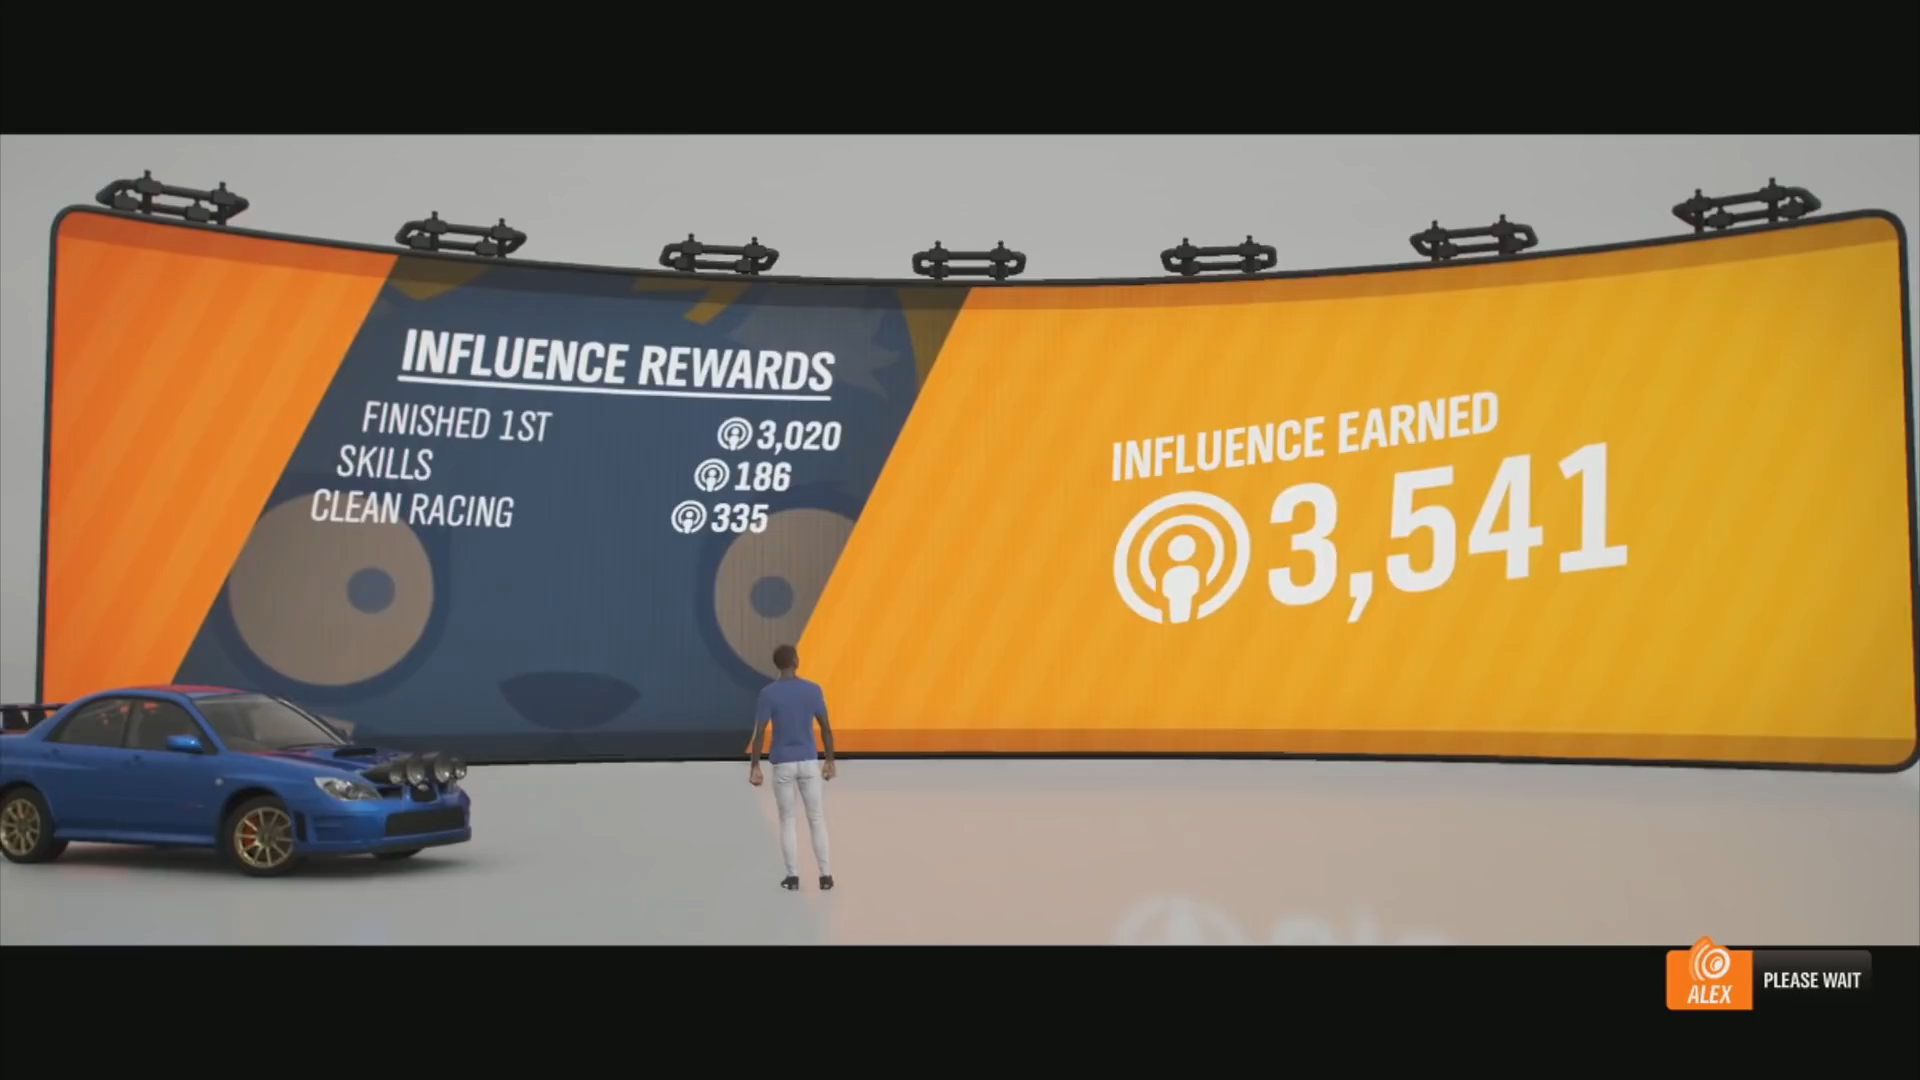 INFLUENCE REWARDS
FINISHED 1ST 3,020
SKILLS 186
CLEAN RACING 335
INFLUENCE EARNED
3,541
ALEX PLEASE WAIT